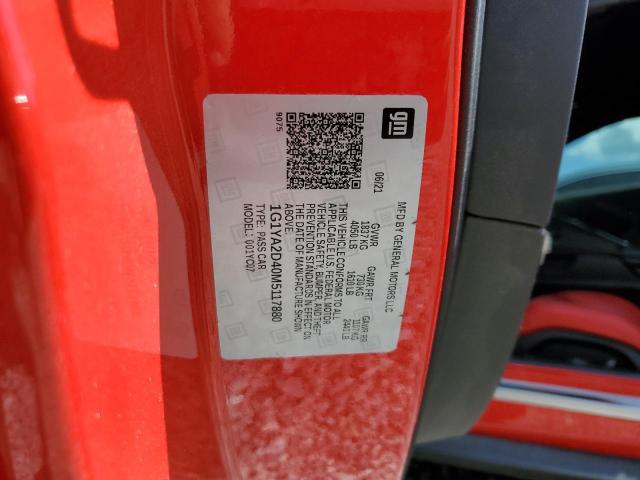 gm
MFD BY GENERAL MOTORS LLC
06/21
GVWR GAWR FRT GAWR RR
1837 KG 730 KG 1107 KG
4050 LB 1610 LB 2441 LB
THIS VEHICLE CONFORMS TO ALL
APPLICABLE U.S. FEDERAL MOTOR
VEHICLE SAFETY, BUMPER, AND THEFT
PREVENTION STANDARDS IN EFFECT ON
THE DATE OF MANUFACTURE SHOWN
ABOVE.
1G1YA2D40M5117880
TYPE: PASS CAR
MODEL: 001YC07
9075